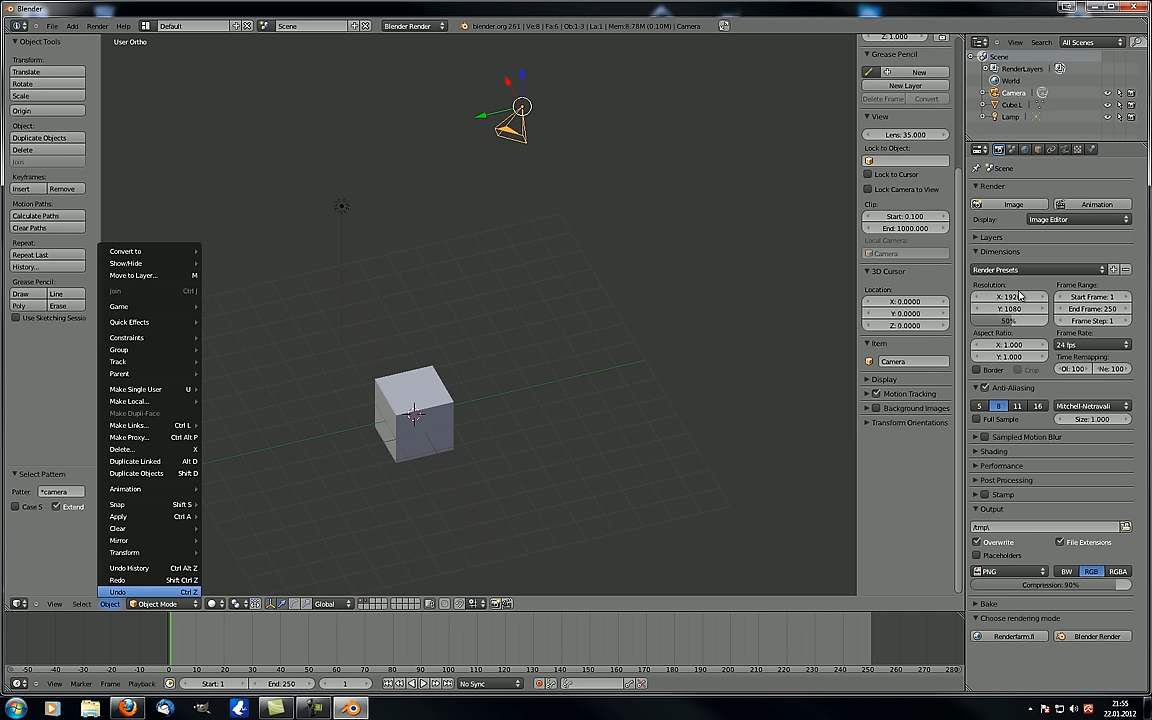 Blender
File Add Render Help Default Scene Blender Render blender.org 261 | Ve:8 | Fa:6 | Ob:1-3 | La:1 | Mem:8.78M (0.10M) | Camera
Object Tools
Transform:
Translate
Rotate
Scale
Origin
Object:
Duplicate Objects
Delete
Join
Keyframes:
Insert Remove
Motion Paths:
Calculate Paths
Clear Paths
Repeat:
Repeat Last
History...
Grease Pencil:
Draw Line
Poly Erase
Use Sketching Sessio
Select Pattern
Patter *camera
Case S Extend
User Ortho
Convert to
Show/Hide
Move to Layer... M
Join Ctrl J
Game
Quick Effects
Constraints
Group
Track
Parent
Make Single User U
Make Local...
Make Dupli-Face
Make Links... Ctrl L
Make Proxy... Ctrl Alt P
Delete... X
Duplicate Linked Alt D
Duplicate Objects Shift D
Animation
Snap Shift S
Apply Ctrl A
Clear
Mirror
Transform
Undo History Ctrl Alt Z
Redo Shift Ctrl Z
Undo Ctrl Z
View Select Object Object Mode Global
Z: 1.000
Grease Pencil
New
New Layer
Delete Frame Convert
View
Lens: 35.000
Lock to Object:
Lock to Cursor
Lock Camera to View
Clip:
Start: 0.100
End: 1000.000
Local Camera:
Camera
3D Cursor
Location:
X: 0.0000
Y: 0.0000
Z: 0.0000
Item
Camera
Display
Motion Tracking
Background Images
Transform Orientations
View Search All Scenes
Scene
RenderLayers
World
Camera
Cube.L
Lamp
Scene
Render
Image Animation
Display: Image Editor
Layers
Dimensions
Render Presets
Resolution: Frame Range:
X: 192 Start Frame: 1
Y: 1080 End Frame: 250
50% Frame Step: 1
Aspect Ratio: Frame Rate:
X: 1.000 24 fps
Y: 1.000 Time Remapping:
Border Crop Ol: 100 Ne: 100
Anti-Aliasing
5 8 11 16 Mitchell-Netravali
Full Sample Size: 1.000
Sampled Motion Blur
Shading
Performance
Post Processing
Stamp
Output
/tmp\
Overwrite File Extensions
Placeholders
PNG BW RGB RGBA
Compression: 90%
Bake
Choose rendering mode
Renderfarm.fi Blender Render
-50 -40 -30 -20 -10 0 10 20 30 40 50 60 70 80 90 100 110 120 130 140 150 160 170 180 190 200 210 220 230 240 250 260 270 280
View Marker Frame Playback Start: 1 End: 250 1 No Sync
21:55
22.01.2012